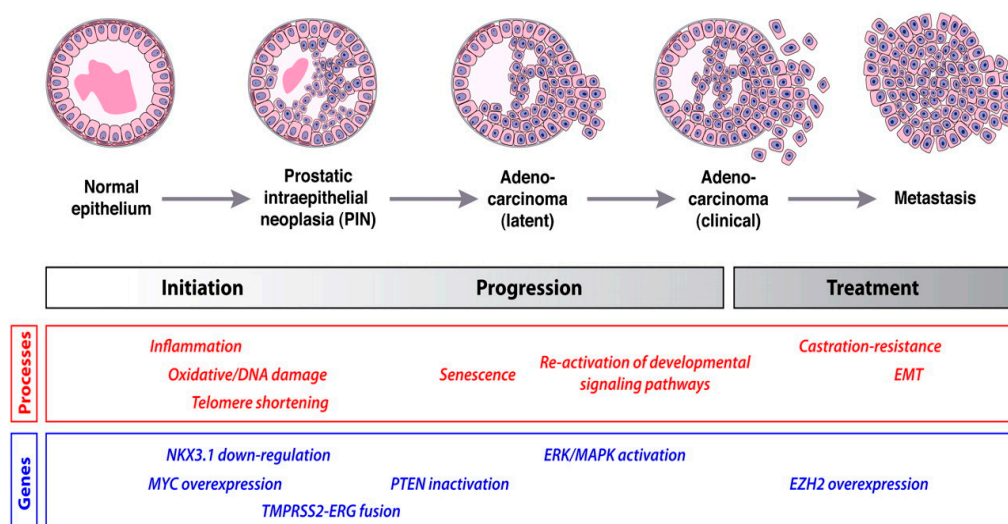 Normal
epithelium
Prostatic
intraepithelial
neoplasia (PIN)
Adeno-
carcinoma
(latent)
Adeno-
carcinoma
(clinical)
Metastasis
Initiation
Progression
Treatment
Processes
Inflammation
Oxidative/DNA damage
Telomere shortening
Senescence
Re-activation of developmental
signaling pathways
Castration-resistance
EMT
Genes
NKX3.1 down-regulation
MYC overexpression
TMPRSS2-ERG fusion
PTEN inactivation
ERK/MAPK activation
EZH2 overexpression